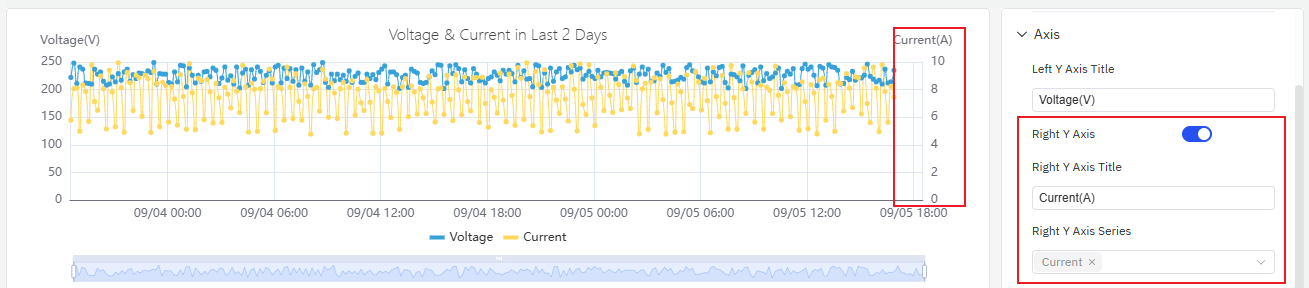 Voltage & Current in Last 2 Days
Voltage(V)
Current(A)
250
200
150
100
50
0
10
8
6
4
2
0
09/04 00:00
09/04 06:00
09/04 12:00
09/04 18:00
09/05 00:00
09/05 06:00
09/05 12:00
09/05 18:00
Voltage
Current
Axis
Left Y Axis Title
Voltage(V)
Right Y Axis
Right Y Axis Title
Current(A)
Right Y Axis Series
Current ×